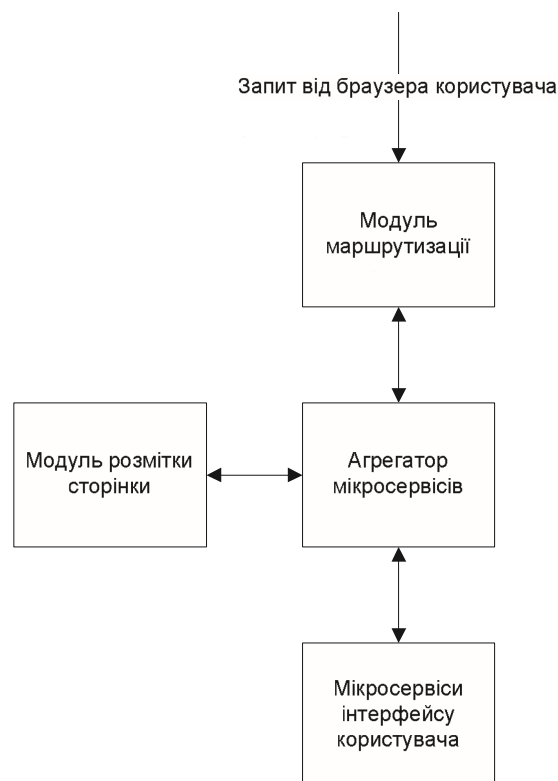 Запит від браузера користувача
Модуль
маршрутизації
Модуль розмітки
сторінки
Агрегатор
мікросервісів
Мікросервіси
інтерфейсу
користувача